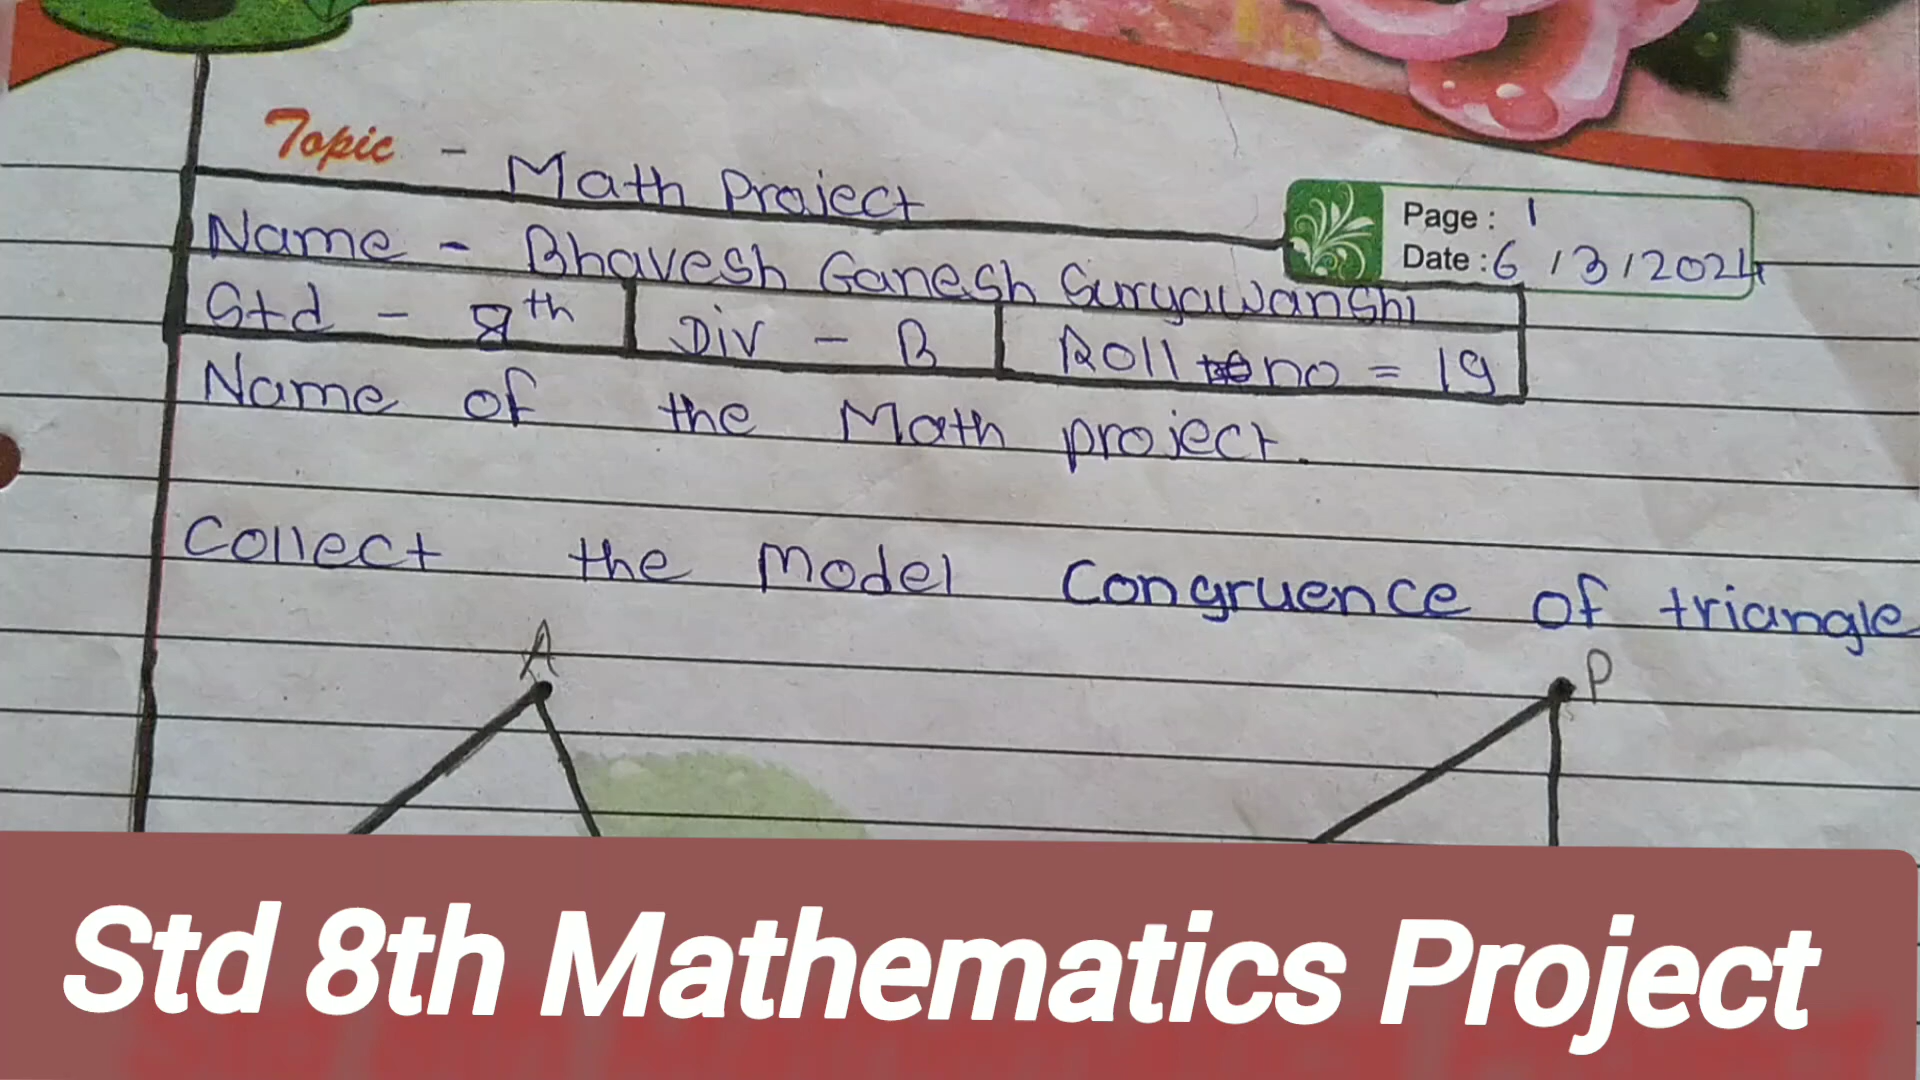 Topic - Math Project
Page : 1
Date : 6/3/2024
Name - Bhavesh Ganesh Suryawanshi
Std - 8th Div - B Roll no = 19
Name of the Math project.
Collect the Model Congruence of triangle
A P
Std 8th Mathematics Project